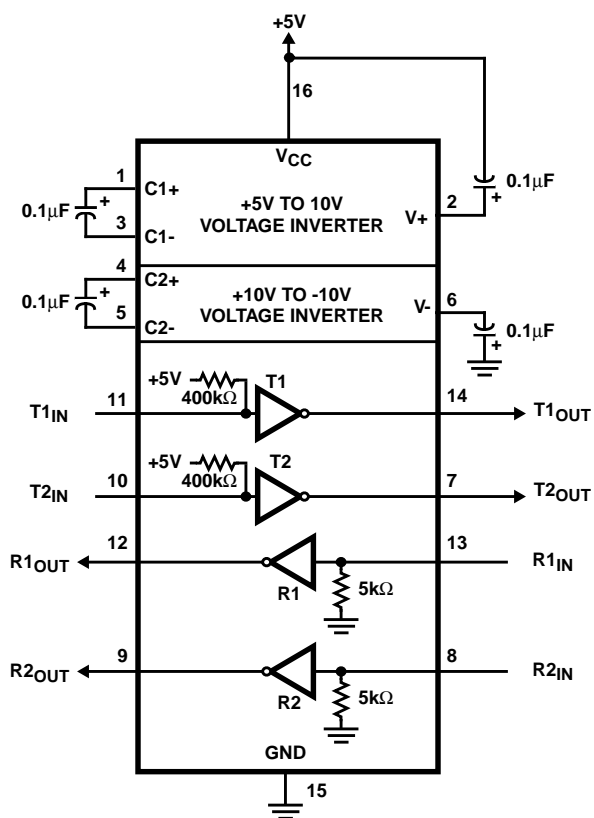 +5V
16
VCC
1
C1+
0.1μF
+
3
C1-
+5V TO 10V
VOLTAGE INVERTER
2
V+
0.1μF
+
4
C2+
0.1μF
+
5
C2-
+10V TO -10V
VOLTAGE INVERTER
6
V-
0.1μF
+
T1IN
11
+5V
400kΩ
T1
14
T1OUT
T2IN
10
+5V
400kΩ
T2
7
T2OUT
R1OUT
12
R1
13
R1IN
5kΩ
R2OUT
9
R2
8
R2IN
5kΩ
GND
15